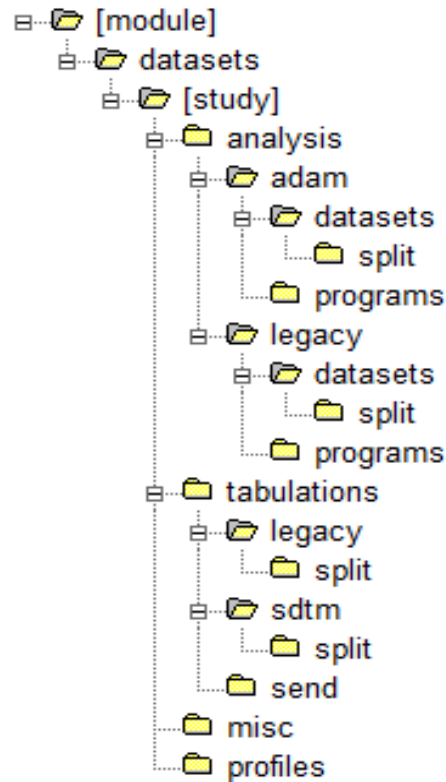 [module]
datasets
[study]
analysis
adam
datasets
split
programs
legacy
datasets
split
programs
tabulations
legacy
split
sdtm
split
send
misc
profiles